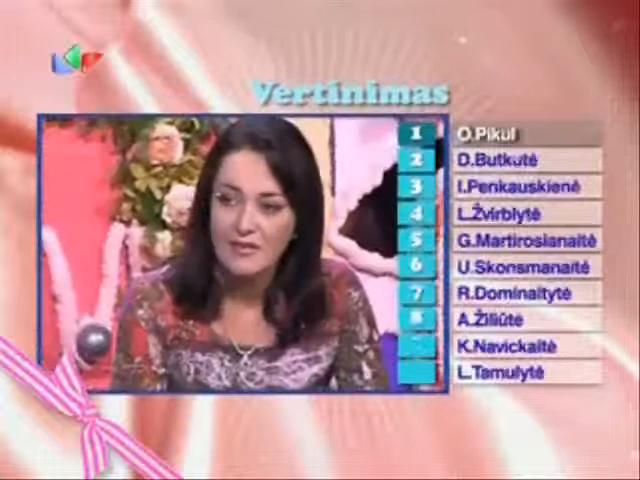 Vertinimas
1 O.Pikul
2 D.Butkutė
3 I.Penkauskienė
4 L.Žvirblytė
5 G.Martirosianaitė
6 U.Skonsmanaitė
7 R.Dominaitytė
8 A.Žiliūtė
K.Navickaitė
L.Tamulytė